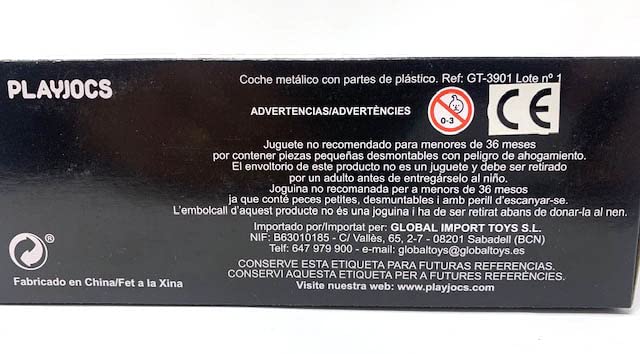 PLAYJOCS
Coche metálico con partes de plástico. Ref: GT-3901 Lote nº 1
ADVERTENCIAS/ADVERTÈNCIES
0-3
CE
Juguete no recomendado para menores de 36 meses
por contener piezas pequeñas desmontables con peligro de ahogamiento.
El envoltorio de este producto no es un juguete y debe ser retirado
por un adulto antes de entregárselo al niño.
Joguina no recomanada per a menores de 36 mesos
ja que conté peces petites, desmuntables i amb perill d'escanyar-se.
L'embolcall d'aquest producte no és una joguina i ha de ser retirat abans de donar-la al nen.
Importado por/Importat per: GLOBAL IMPORT TOYS S.L.
NIF: B63010185 - C/ Vallès, 65, 2-7 - 08201 Sabadell (BCN)
Tel: 647 979 900 - e-mail: globaltoys@globaltoys.es
CONSERVE ESTA ETIQUETA PARA FUTURAS REFERENCIAS.
CONSERVI AQUESTA ETIQUETA PER A FUTURES REFERÈNCIES.
Visite nuestra web: www.playjocs.com
Fabricado en China/Fet a la Xina